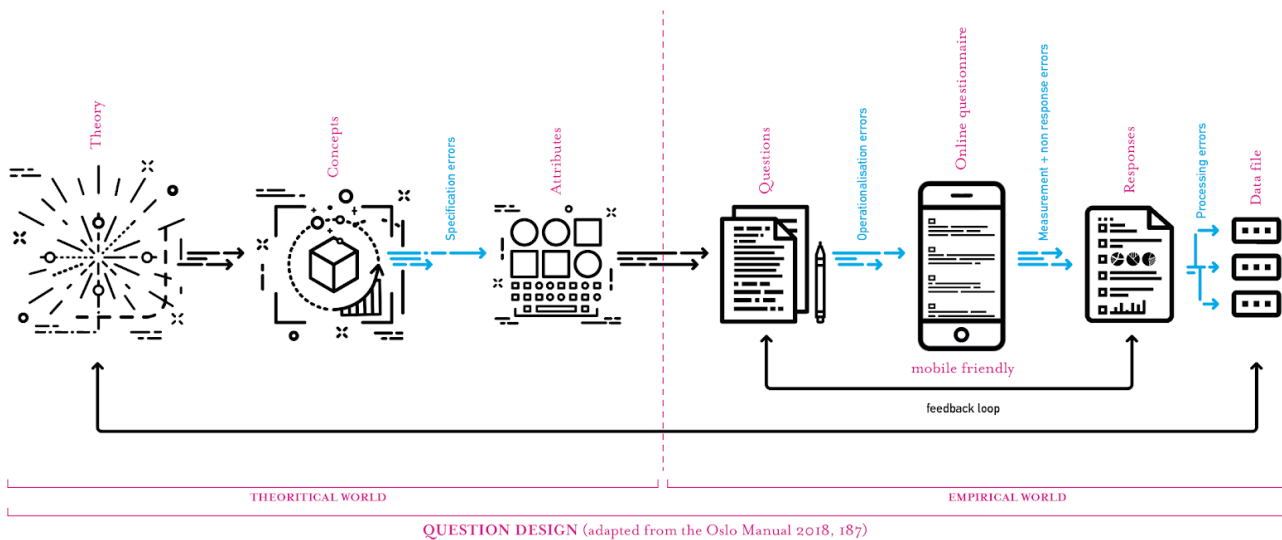 Theory
Concepts
Specification errors
Attributes
Questions
Operationalisation errors
Online questionnaire
Measurement + non response errors
Responses
Processing errors
Data file
mobile friendly
feedback loop
THEORITICAL WORLD
EMPIRICAL WORLD
QUESTION DESIGN (adapted from the Oslo Manual 2018, 187)